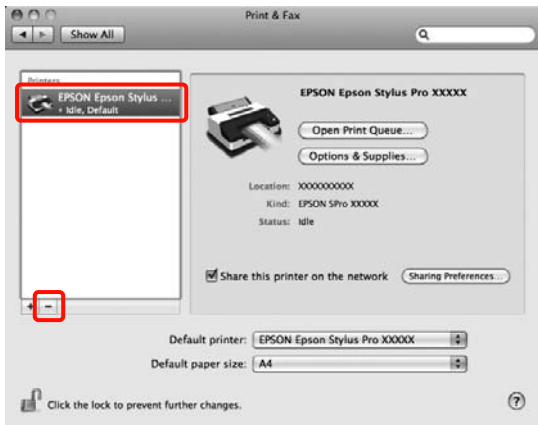 Print & Fax
Show All
Printers
EPSON Epson Stylus ...
• Idle, Default
EPSON Epson Stylus Pro XXXXX
Open Print Queue...
Options & Supplies...
Location: XXXXXXXXXX
Kind: EPSON SPro XXXXX
Status: Idle
Share this printer on the network
Sharing Preferences...
+ −
Default printer: EPSON Epson Stylus Pro XXXXX
Default paper size: A4
Click the lock to prevent further changes.
?